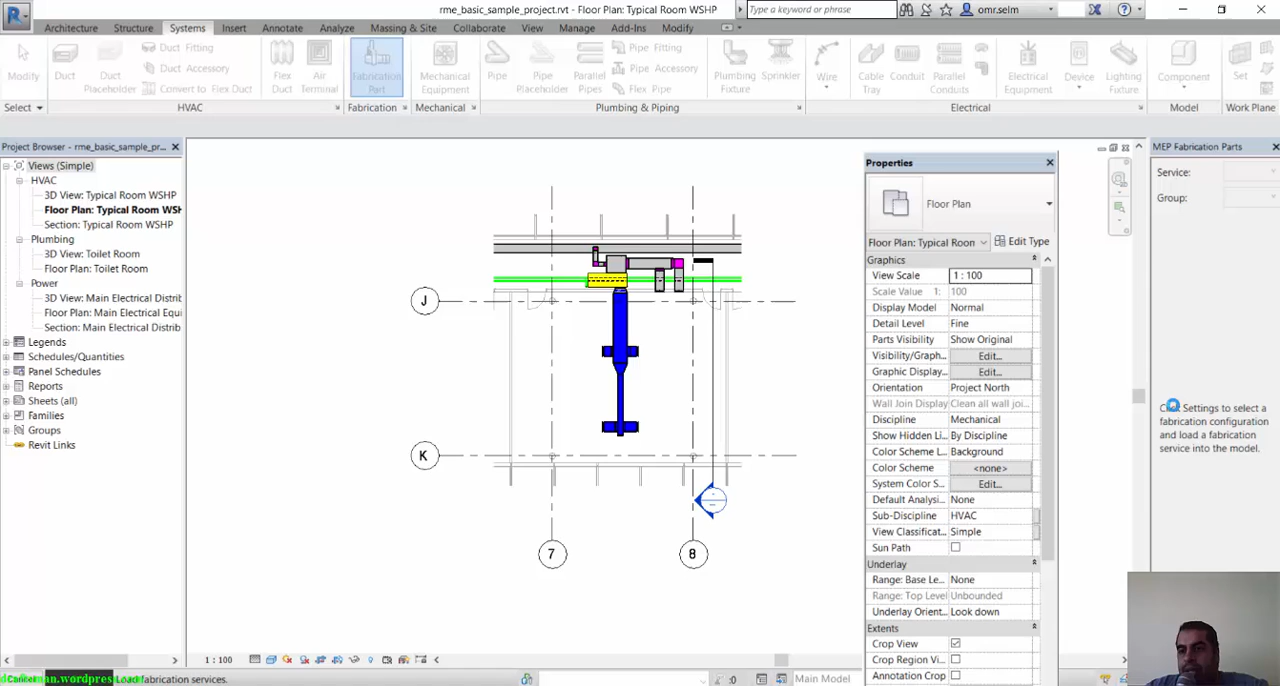 rme_basic_sample_project.rvt - Floor Plan: Typical Room WSHP
Type a keyword or phrase
omr.selm
Architecture Structure Systems Insert Annotate Analyze Massing & Site Collaborate View Manage Add-Ins Modify
Modify
Duct
Duct Placeholder
Duct Fitting
Duct Accessory
Convert to Flex Duct
Flex Duct
Air Terminal
Fabrication Part
Mechanical Equipment
Pipe
Pipe Placeholder
Parallel Pipes
Pipe Fitting
Pipe Accessory
Flex Pipe
Plumbing Fixture
Sprinkler
Wire
Cable Tray
Conduit
Parallel Conduits
Electrical Equipment
Device
Lighting Fixture
Component
Set
Select
HVAC
Fabrication
Mechanical
Plumbing & Piping
Electrical
Model
Work Plane
Project Browser - rme_basic_sample_pr...
Views (Simple)
HVAC
3D View: Typical Room WSHP
Floor Plan: Typical Room WSH
Section: Typical Room WSHP
Plumbing
3D View: Toilet Room
Floor Plan: Toilet Room
Power
3D View: Main Electrical Distrib
Floor Plan: Main Electrical Equi
Section: Main Electrical Distrib
Legends
Schedules/Quantities
Panel Schedules
Reports
Sheets (all)
Families
Groups
Revit Links
J
K
7
8
Properties
Floor Plan
Floor Plan: Typical Roon
Edit Type
Graphics
View Scale 1 : 100
Scale Value 1: 100
Display Model Normal
Detail Level Fine
Parts Visibility Show Original
Visibility/Graph... Edit...
Graphic Display... Edit...
Orientation Project North
Wall Join Display Clean all wall joi...
Discipline Mechanical
Show Hidden Li... By Discipline
Color Scheme L... Background
Color Scheme <none>
System Color S... Edit...
Default Analysi... None
Sub-Discipline HVAC
View Classificat... Simple
Sun Path
Underlay
Range: Base Le... None
Range: Top Level Unbounded
Underlay Orient... Look down
Extents
Crop View
Crop Region Vi...
Annotation Crop
MEP Fabrication Parts
Service:
Group:
Click Settings to select a
fabrication configuration
and load a fabrication
service into the model.
1 : 100
Cancel
Load fabrication services.
:0
Main Model